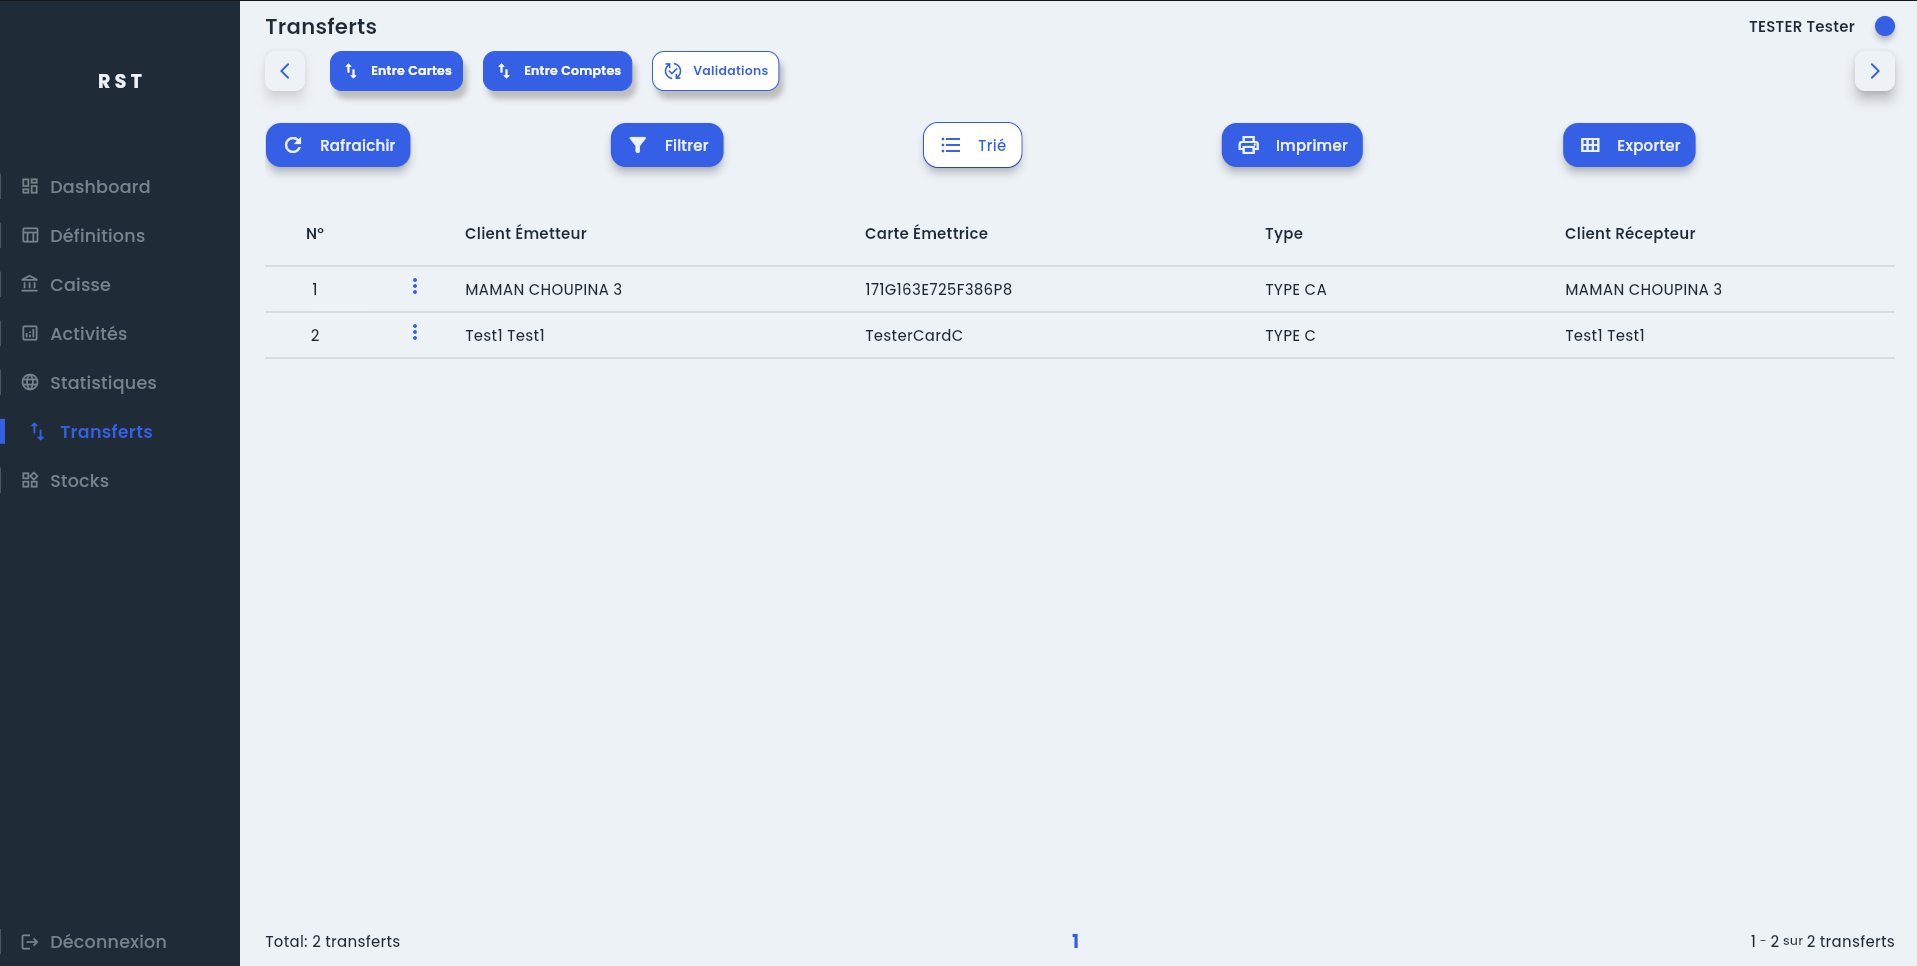 RST
Dashboard
Définitions
Caisse
Activités
Statistiques
Transferts
Stocks
Déconnexion
Transferts
TESTER Tester
Entre Cartes
Entre Comptes
Validations
Rafraichir
Filtrer
Trié
Imprimer
Exporter
N° Client Émetteur Carte Émettrice Type Client Récepteur
1 MAMAN CHOUPINA 3 171G163E725F386P8 TYPE CA MAMAN CHOUPINA 3
2 Test1 Test1 TesterCardC TYPE C Test1 Test1
Total: 2 transferts
1
1 - 2 sur 2 transferts